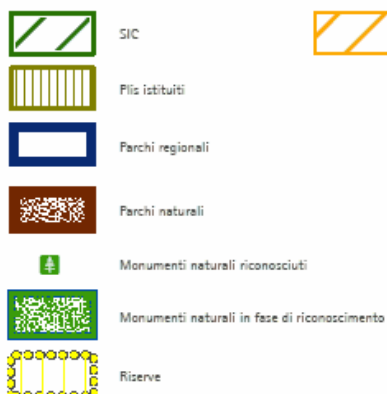 SIC
Plis istituiti
Parchi regionali
Parchi naturali
Monumenti naturali riconosciuti
Monumenti naturali in fase di riconoscimento
Riserve